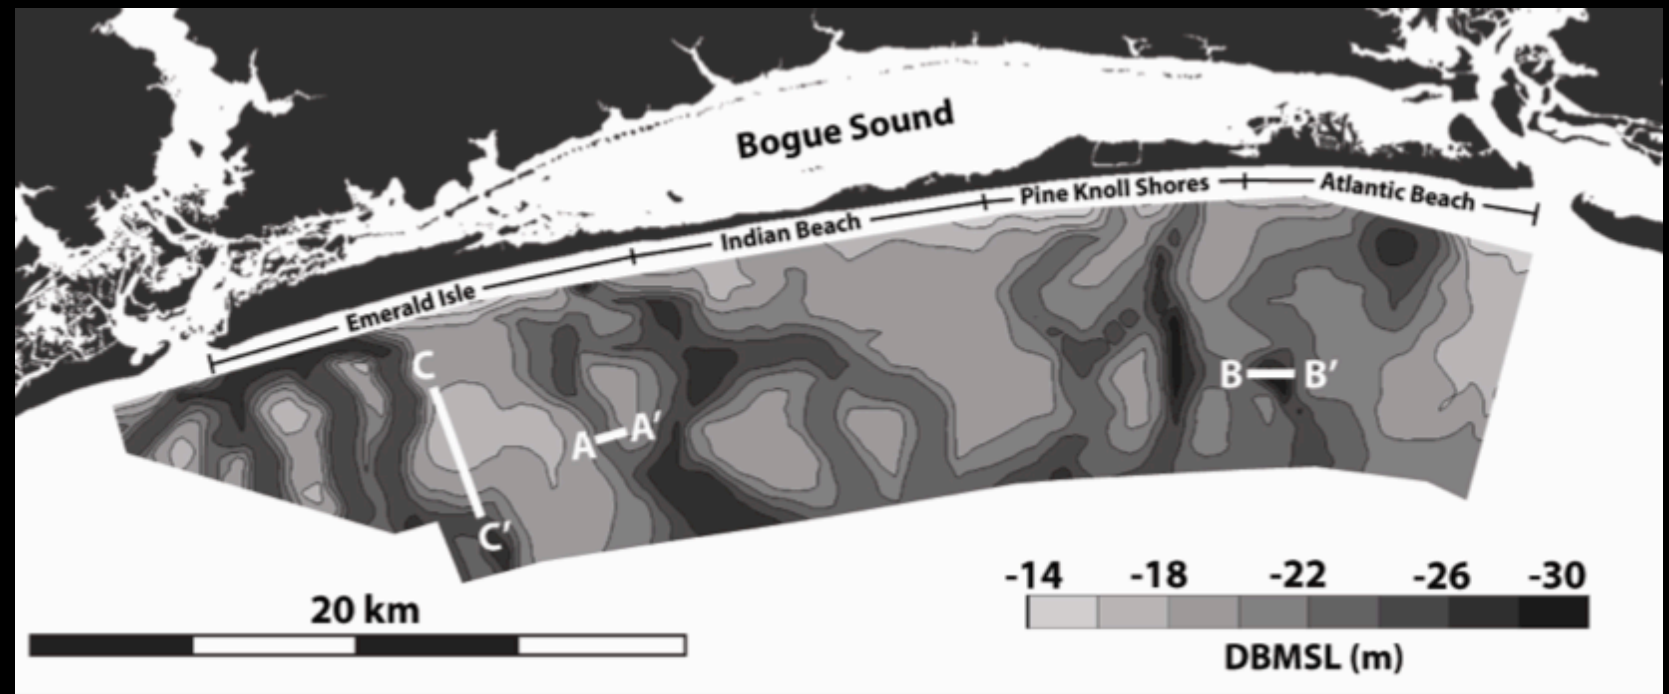 Bogue Sound
Pine Knoll Shores
Atlantic Beach
Indian Beach
Emerald Isle
C
B B′
A A′
C′
-14 -18 -22 -26 -30
DBMSL (m)
20 km